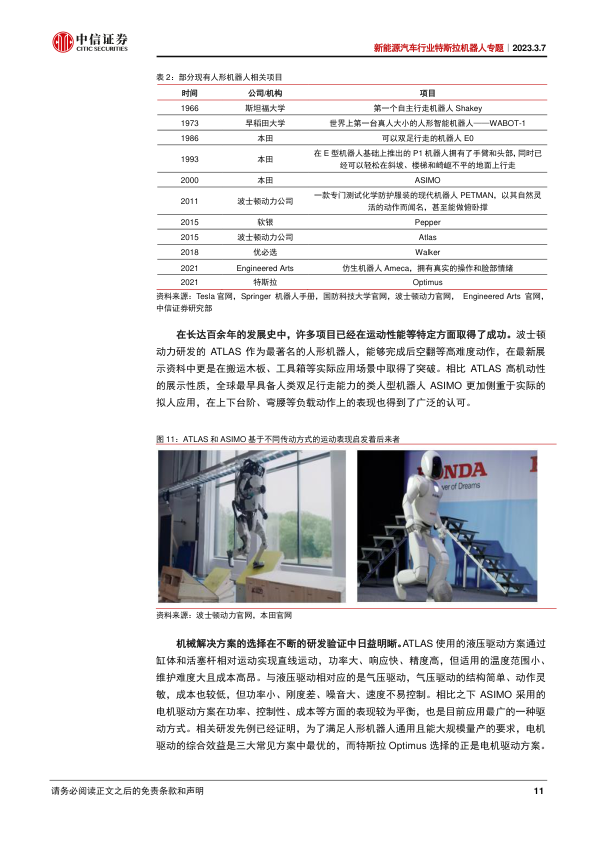 中信证券
CITIC SECURITIES
新能源汽车行业特斯拉机器人专题｜2023.3.7
表 2：部分现有人形机器人相关项目
时间 公司/机构 项目
1966 斯坦福大学 第一个自主行走机器人 Shakey
1973 早稻田大学 世界上第一台真人大小的人形智能机器人——WABOT-1
1986 本田 可以双足行走的机器人 E0
1993 本田 在 E 型机器人基础上推出的 P1 机器人拥有了手臂和头部，同时已
经可以轻松在斜坡、楼梯和崎岖不平的地面上行走
2000 本田 ASIMO
2011 波士顿动力公司 一款专门测试化学防护服装的现代机器人 PETMAN，以其自然灵
活的动作而闻名，甚至能做俯卧撑
2015 软银 Pepper
2015 波士顿动力公司 Atlas
2018 优必选 Walker
2021 Engineered Arts 仿生机器人 Ameca，拥有真实的操作和脸部情绪
2021 特斯拉 Optimus
资料来源：Tesla 官网，Springer 机器人手册，国防科技大学官网，波士顿动力官网， Engineered Arts 官网，
中信证券研究部
在长达百余年的发展史中，许多项目已经在运动性能等特定方面取得了成功。波士顿
动力研发的 ATLAS 作为最著名的人形机器人，能够完成后空翻等高难度动作，在最新展
示资料中更是在搬运木板、工具箱等实际应用场景中取得了突破。相比 ATLAS 高机动性
的展示性质，全球最早具备人类双足行走能力的类人型机器人 ASIMO 更加侧重于实际的
拟人应用，在上下台阶、弯腰等负载动作上的表现也得到了广泛的认可。
图 11：ATLAS 和 ASIMO 基于不同传动方式的运动表现启发着后来者
HONDA
wer of Dreams
H
资料来源：波士顿动力官网，本田官网
机械解决方案的选择在不断的研发验证中日益明晰。ATLAS 使用的液压驱动方案通过
缸体和活塞杆相对运动实现直线运动，功率大、响应快、精度高，但适用的温度范围小、
维护难度大且成本高昂。与液压驱动相对应的是气压驱动，气压驱动的结构简单、动作灵
敏，成本也较低，但功率小、刚度差、噪音大、速度不易控制。相比之下 ASIMO 采用的
电机驱动方案在功率、控制性、成本等方面的表现较为平衡，也是目前应用最广的一种驱
动方式。相关研发先例已经证明，为了满足人形机器人通用且能大规模量产的要求，电机
驱动的综合效益是三大常见方案中最优的，而特斯拉 Optimus 选择的正是电机驱动方案。
请务必阅读正文之后的免责条款和声明
11